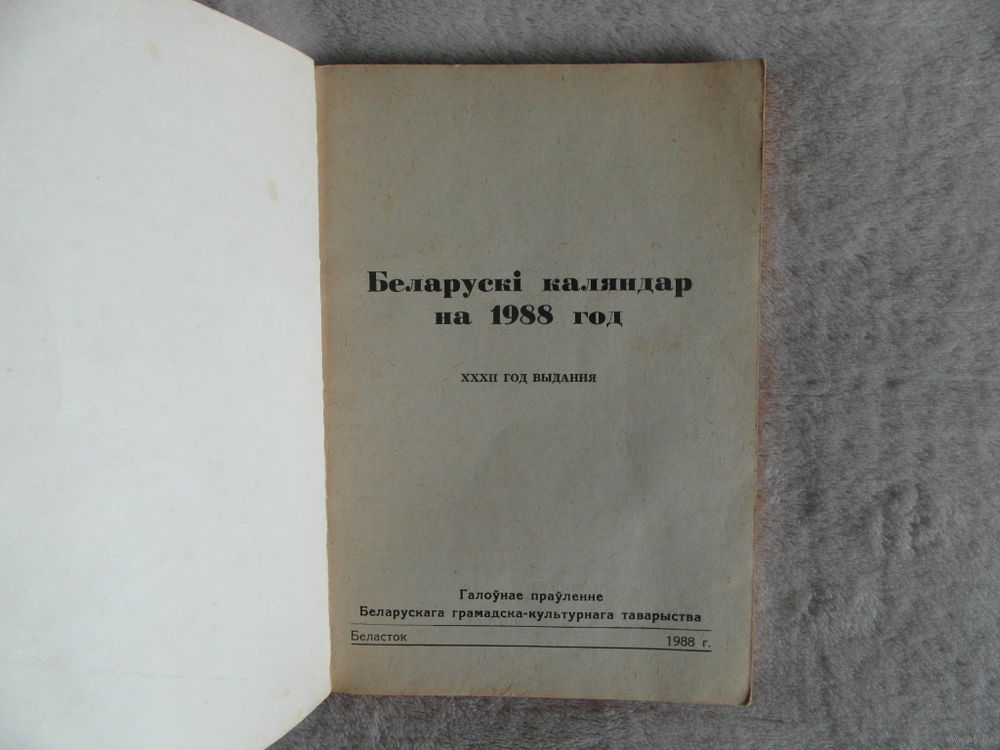 Беларускі каляндар
на 1988 год
XXXII ГОД ВЫДАННЯ
Галоўнае праўленне
Беларускага грамадска-культурнага таварыства
Беласток 1988 г.